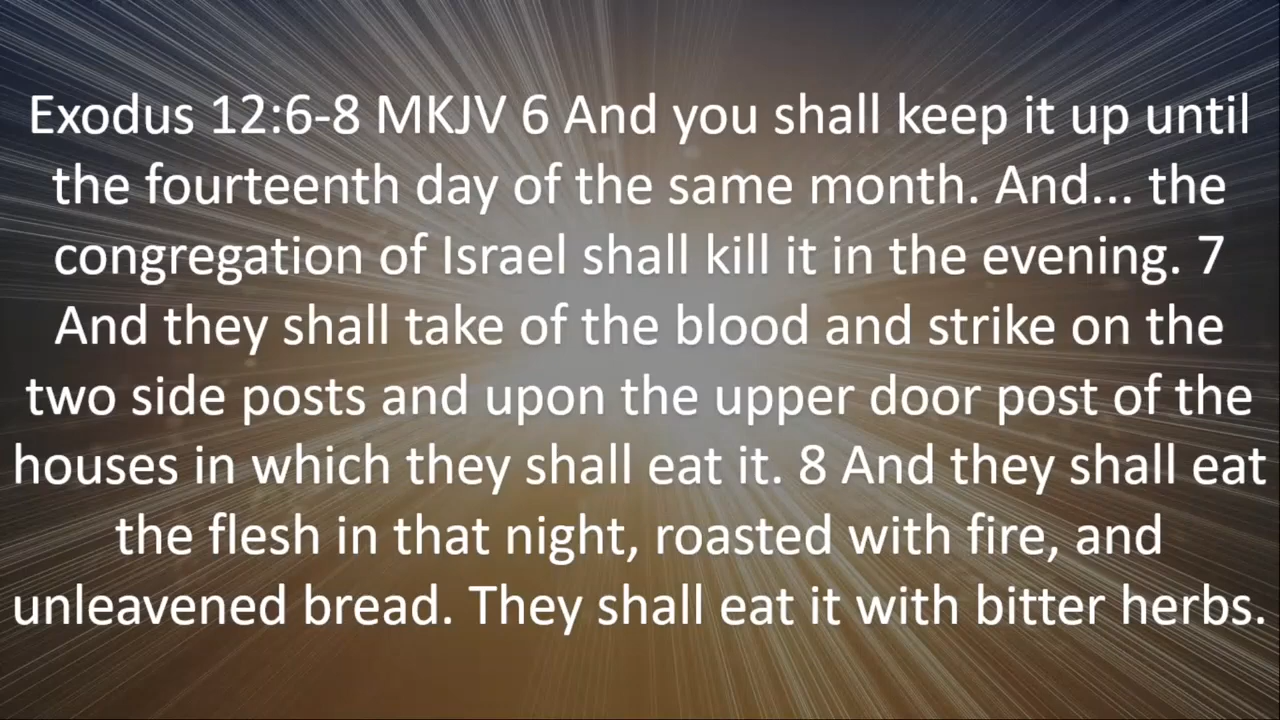 Exodus 12:6-8 MKJV 6 And you shall keep it up until
the fourteenth day of the same month. And... the
congregation of Israel shall kill it in the evening. 7
And they shall take of the blood and strike on the
two side posts and upon the upper door post of the
houses in which they shall eat it. 8 And they shall eat
the flesh in that night, roasted with fire, and
unleavened bread. They shall eat it with bitter herbs.